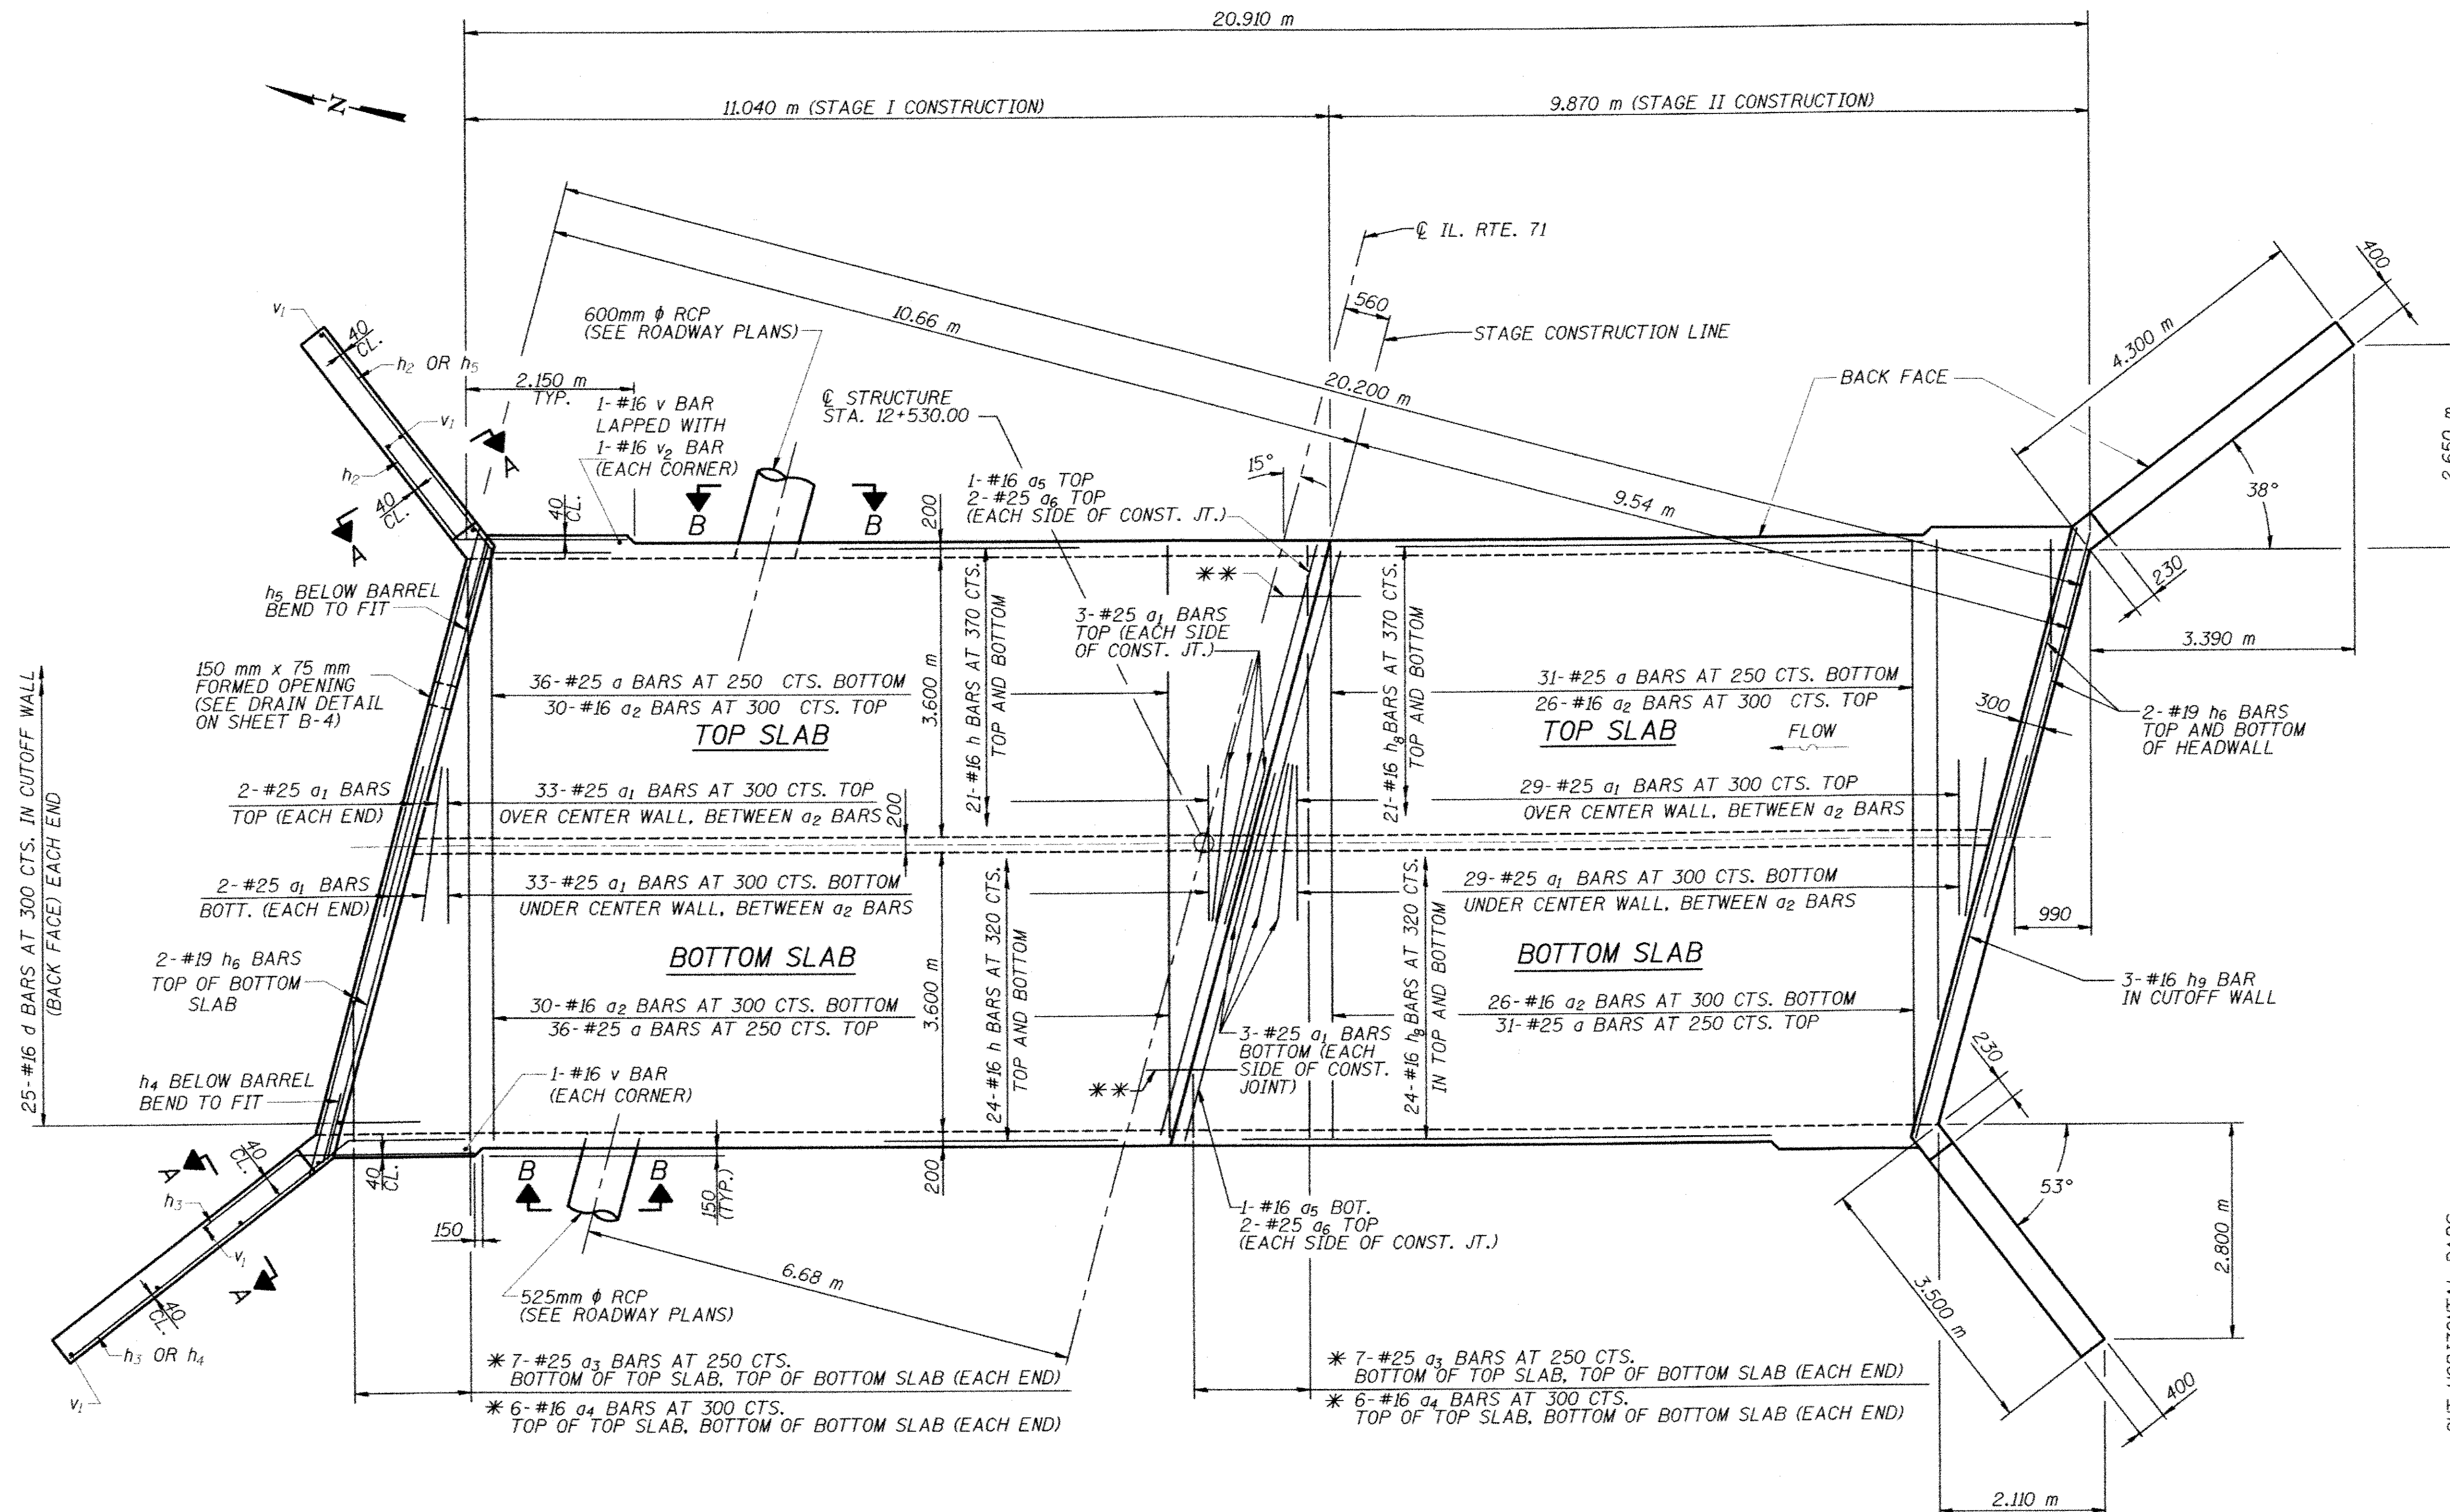 20.910 m
N
11.040 m (STAGE I CONSTRUCTION)
9.870 m (STAGE II CONSTRUCTION)
℄ IL. RTE. 71
560
STAGE CONSTRUCTION LINE
10.66 m
20.200 m
9.54 m
600mm ϕ RCP
(SEE ROADWAY PLANS)
2.150 m
TYP.
1-#16 v BAR
LAPPED WITH
1-#16 v₂ BAR
(EACH CORNER)
℄ STRUCTURE
STA. 12+530.00
1-#16 a₅ TOP
2-#25 a₆ TOP
(EACH SIDE OF CONST. JT.)
15°
BACK FACE
4.300 m
400
38°
2.650 m
230
3.390 m
v₁
40
CL.
h₂ OR h₅
v₁
h₂
40
CL.
A
A
40
CL.
B
B
200
**
h₅ BELOW BARREL
BEND TO FIT
150 mm x 75 mm
FORMED OPENING
(SEE DRAIN DETAIL
ON SHEET B-4)
25-#16 d BARS AT 300 CTS. IN CUTOFF WALL
(BACK FACE) EACH END
36-#25 a BARS AT 250 CTS. BOTTOM
30-#16 a₂ BARS AT 300 CTS. TOP
TOP SLAB
3.600 m
21-#16 h BARS AT 370 CTS.
TOP AND BOTTOM
3-#25 a₁ BARS
TOP (EACH SIDE
OF CONST. JT.)
21-#16 h₈ BARS AT 370 CTS.
TOP AND BOTTOM
31-#25 a BARS AT 250 CTS. BOTTOM
26-#16 a₂ BARS AT 300 CTS. TOP
TOP SLAB
FLOW
300
2-#19 h₆ BARS
TOP AND BOTTOM
OF HEADWALL
2-#25 a₁ BARS
TOP (EACH END)
33-#25 a₁ BARS AT 300 CTS. TOP
OVER CENTER WALL, BETWEEN a₂ BARS
200
29-#25 a₁ BARS AT 300 CTS. TOP
OVER CENTER WALL, BETWEEN a₂ BARS
2-#25 a₁ BARS
BOTT. (EACH END)
33-#25 a₁ BARS AT 300 CTS. BOTTOM
UNDER CENTER WALL, BETWEEN a₂ BARS
29-#25 a₁ BARS AT 300 CTS. BOTTOM
UNDER CENTER WALL, BETWEEN a₂ BARS
990
2-#19 h₆ BARS
TOP OF BOTTOM
SLAB
BOTTOM SLAB
BOTTOM SLAB
3-#16 h₉ BAR
IN CUTOFF WALL
30-#16 a₂ BARS AT 300 CTS. BOTTOM
36-#25 a BARS AT 250 CTS. TOP
3.600 m
24-#16 h BARS AT 320 CTS.
TOP AND BOTTOM
24-#16 h₈ BARS AT 320 CTS.
IN TOP AND BOTTOM
26-#16 a₂ BARS AT 300 CTS. BOTTOM
31-#25 a BARS AT 250 CTS. TOP
3-#25 a₁ BARS
BOTTOM (EACH
SIDE OF CONST.
JOINT)
**
h₄ BELOW BARREL
BEND TO FIT
1-#16 v BAR
(EACH CORNER)
230
53°
2.800 m
3.500 m
400
2.110 m
A
40
CL.
h₃
v₁
A
40
CL.
h₃ OR h₄
v₁
40
CL.
B
B
150
150
(TYP.)
200
525mm ϕ RCP
(SEE ROADWAY PLANS)
6.68 m
1-#16 a₅ BOT.
2-#25 a₆ TOP
(EACH SIDE OF CONST. JT.)
* 7-#25 a₃ BARS AT 250 CTS.
BOTTOM OF TOP SLAB, TOP OF BOTTOM SLAB (EACH END)
* 6-#16 a₄ BARS AT 300 CTS.
TOP OF TOP SLAB, BOTTOM OF BOTTOM SLAB (EACH END)
* 7-#25 a₃ BARS AT 250 CTS.
BOTTOM OF TOP SLAB, TOP OF BOTTOM SLAB (EACH END)
* 6-#16 a₄ BARS AT 300 CTS.
TOP OF TOP SLAB, BOTTOM OF BOTTOM SLAB (EACH END)